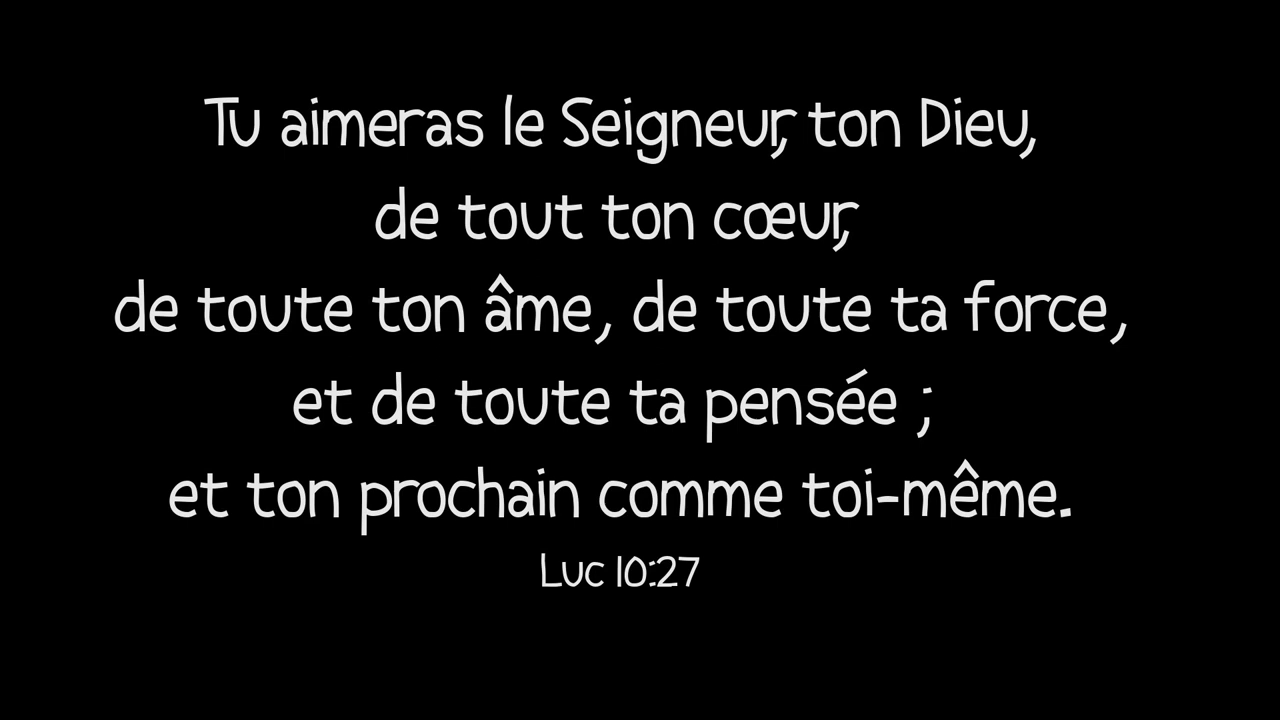 Tu aimeras le Seigneur, ton Dieu,
de tout ton cœur,
de toute ton âme, de toute ta force,
et de toute ta pensée ;
et ton prochain comme toi-même.
Luc 10:27